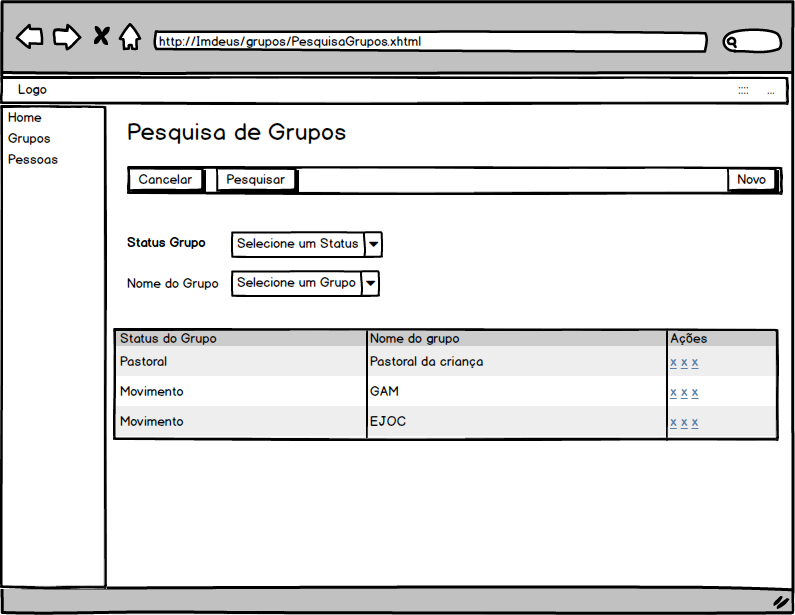 http://Imdeus/grupos/PesquisaGrupos.xhtml
Logo :::: ...
Home
Grupos
Pessoas
Pesquisa de Grupos
Cancelar Pesquisar Novo
Status Grupo Selecione um Status
Nome do Grupo Selecione um Grupo
Status do Grupo Nome do grupo Ações
Pastoral Pastoral da criança x x x
Movimento GAM x x x
Movimento EJOC x x x